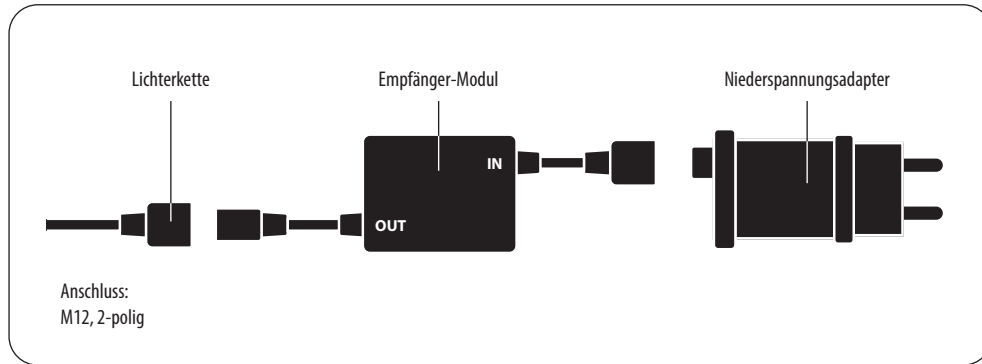 Lichterkette
Empfänger-Modul
Niederspannungsadapter
IN
OUT
Anschluss:
M12, 2-polig